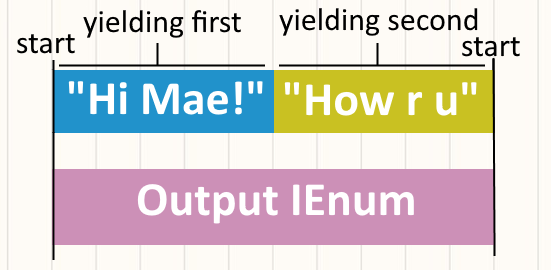 yielding first
yielding second
start
start
"Hi Mae!"
"How r u"
Output IEnum